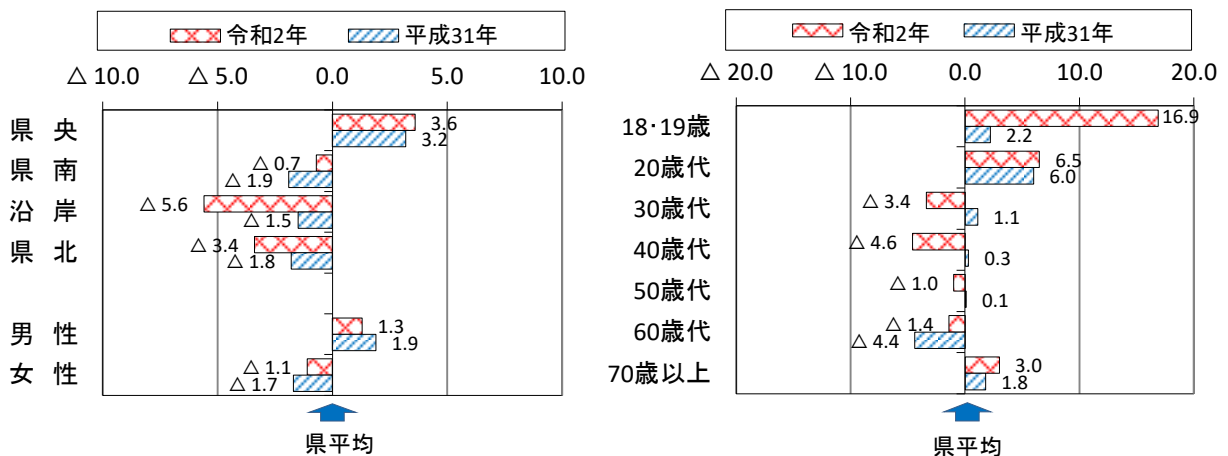 令和2年 平成31年
△ 10.0 △ 5.0 0.0 5.0 10.0
県 央 3.6
3.2
県 南 △ 0.7
△ 1.9
沿 岸 △ 5.6
△ 1.5
県 北 △ 3.4
△ 1.8
男 性 1.3
1.9
女 性 △ 1.1
△ 1.7
県平均
令和2年 平成31年
△ 20.0 △ 10.0 0.0 10.0 20.0
18･19歳 16.9
2.2
20歳代 6.5
6.0
30歳代 △ 3.4
1.1
40歳代 △ 4.6
0.3
50歳代 △ 1.0
0.1
60歳代 △ 1.4
△ 4.4
70歳以上 3.0
1.8
県平均